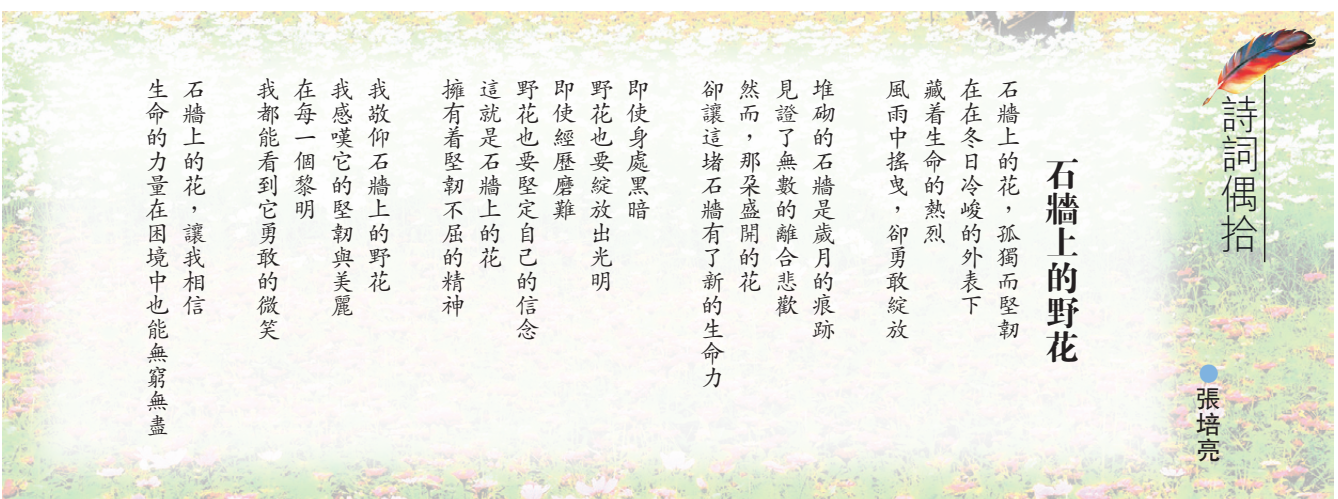 詩詞偶拾
張培亮
石牆上的野花
石牆上的花，孤獨而堅韌
在在冬日冷峻的外表下
藏着生命的熱烈
風雨中搖曳，卻勇敢綻放
堆砌的石牆是歲月的痕跡
見證了無數的離合悲歡
然而，那朵盛開的花
卻讓這堵石牆有了新的生命力
即使身處黑暗
野花也要綻放出光明
即使經歷磨難
野花也要堅定自己的信念
這就是石牆上的花
擁有着堅韌不屈的精神
我敬仰石牆上的野花
我感嘆它的堅韌與美麗
在每一個黎明
我都能看到它勇敢的微笑
石牆上的花，讓我相信
生命的力量在困境中也能無窮無盡